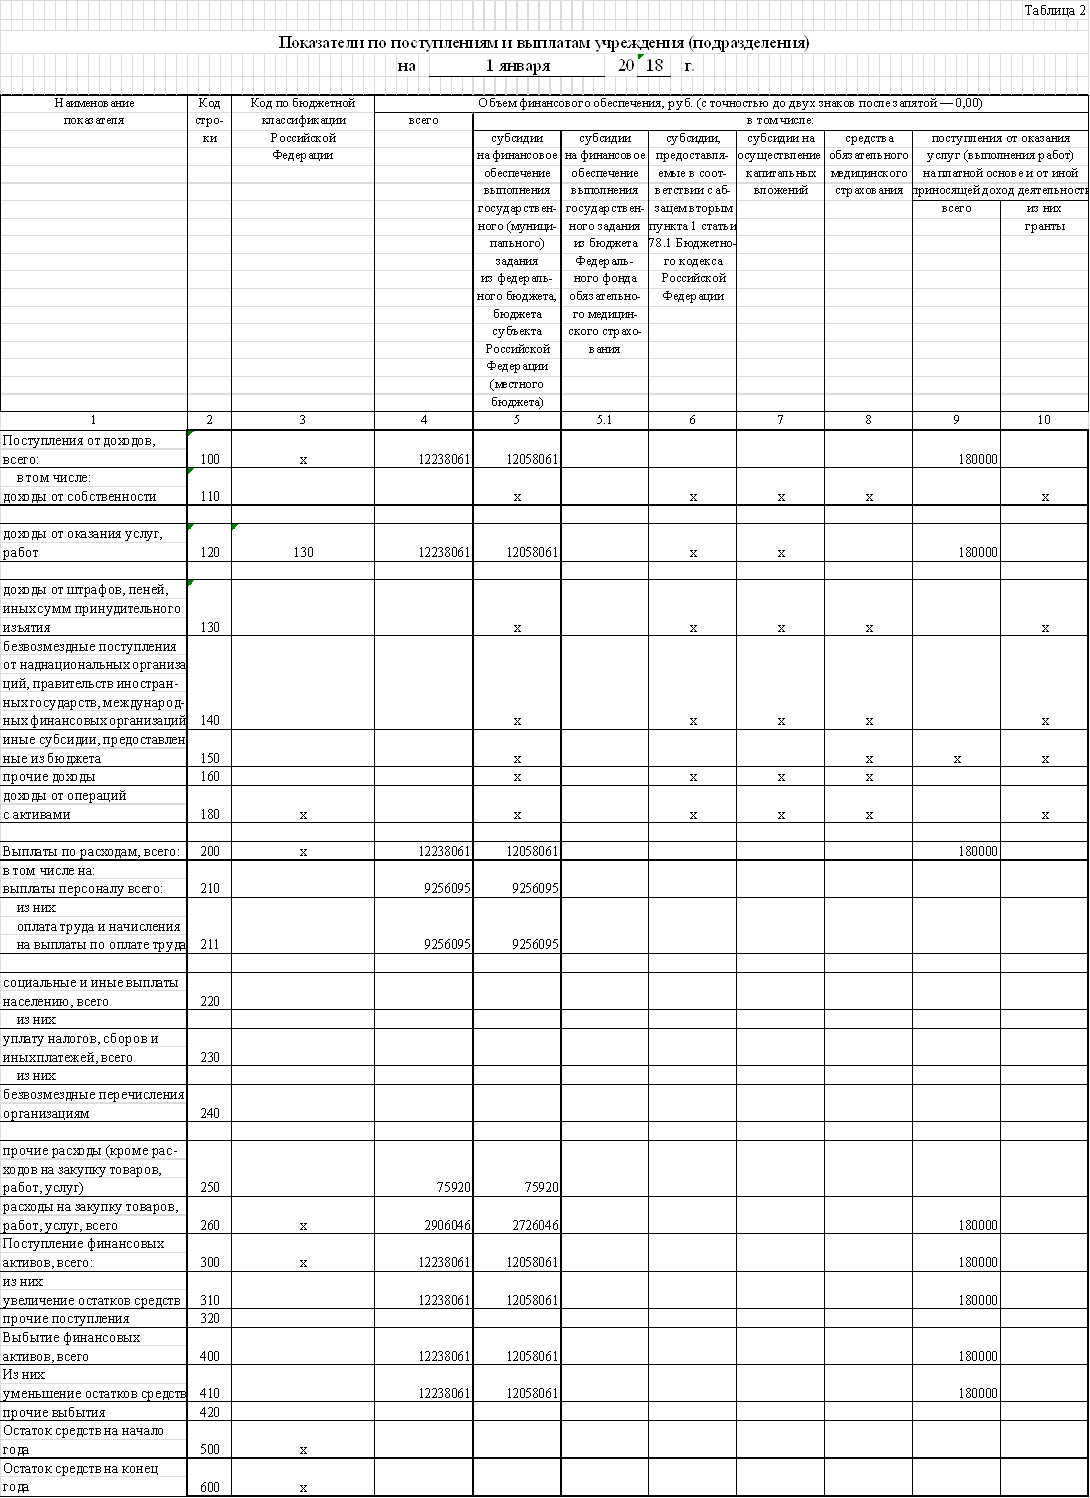 Таблица 2
Показатели по поступлениям и выплатам учреждения (подразделения)
на 1 января 20 18 г.
Наименование показателя
Код стро- ки
Код по бюджетной классификации Российской Федерации
Объем финансового обеспечения, руб. (с точностью до двух знаков после запятой — 0,00)
всего
в том числе:
субсидии
на финансовое
обеспечение
выполнения
государствен-
ного (муници-
пального)
задания
из федераль-
ного бюджета,
бюджета
субъекта
Российской
Федерации
(местного
бюджета)
субсидии
на финансовое
обеспечение
выполнения
государствен-
ного задания
из бюджета
Федераль-
ного фонда
обязательно-
го медицин-
ского страхо-
вания
субсидии,
предоставля-
емые в соот-
ветствии с аб-
зацем вторым
пункта 1 статьи
78.1 Бюджетно-
го кодекса
Российской
Федерации
субсидии на
осуществление
капитальных
вложений
средства
обязательного
медицинского
страхования
поступления от оказания
услуг (выполнения работ)
на платной основе и от иной
приносящей доход деятельности
всего
из них
гранты
1 2 3 4 5 5.1 6 7 8 9 10
Поступления от доходов,
всего: 100 х 12238061 12058061 180000
в том числе:
доходы от собственности 110 х х х х х
доходы от оказания услуг,
работ 120 130 12238061 12058061 х х 180000
доходы от штрафов, пеней,
иных сумм принудительного
изъятия 130 х х х х х
безвозмездные поступления
от наднациональных организа
ций, правительств иностран-
ных государств, международ-
ных финансовых организаций 140 х х х х х
иные субсидии, предоставлен
ные из бюджета 150 х х х х
прочие доходы 160 х х х х
доходы от операций
с активами 180 х х х х х х
Выплаты по расходам, всего: 200 х 12238061 12058061 180000
в том числе на:
выплаты персоналу всего: 210 9256095 9256095
из них
оплата труда и начисления
на выплаты по оплате труда 211 9256095 9256095
социальные и иные выплаты
населению, всего 220
из них
уплату налогов, сборов и
иных платежей, всего 230
из них
безвозмездные перечисления
организациям 240
прочие расходы (кроме рас-
ходов на закупку товаров,
работ, услуг) 250 75920 75920
расходы на закупку товаров,
работ, услуг, всего 260 х 2906046 2726046 180000
Поступление финансовых
активов, всего: 300 х 12238061 12058061 180000
из них
увеличение остатков средств 310 12238061 12058061 180000
прочие поступления 320
Выбытие финансовых
активов, всего 400 12238061 12058061 180000
Из них
уменьшение остатков средств 410 12238061 12058061 180000
прочие выбытия 420
Остаток средств на начало
года 500 х
Остаток средств на конец
года 600 х